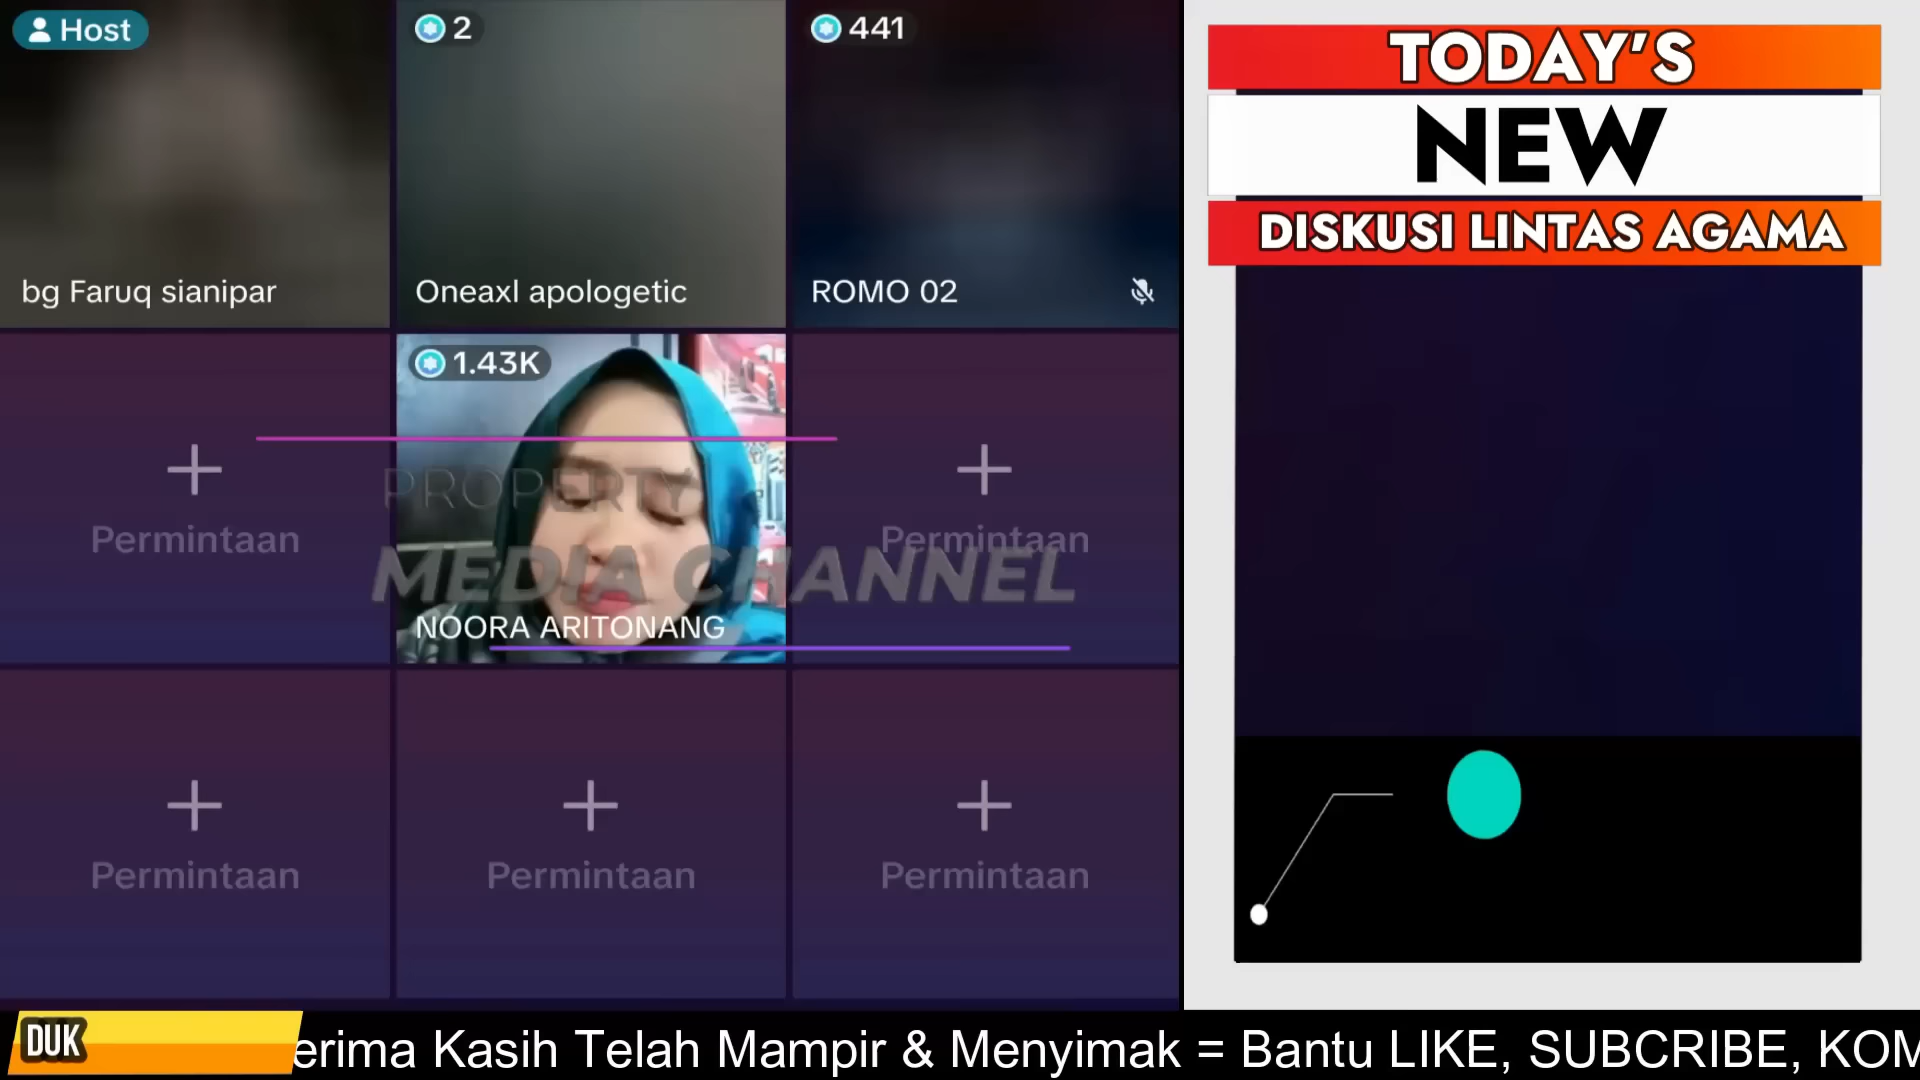 Host
2
441
bg Faruq sianipar
Oneaxl apologetic
ROMO 02
1.43K
Permintaan
PROPERTY
Permintaan
MEDIA CHANNEL
NOORA ARITONANG
Permintaan
Permintaan
Permintaan
TODAY'S
NEW
DISKUSI LINTAS AGAMA
DUK
erima Kasih Telah Mampir & Menyimak = Bantu LIKE, SUBCRIBE, KOM